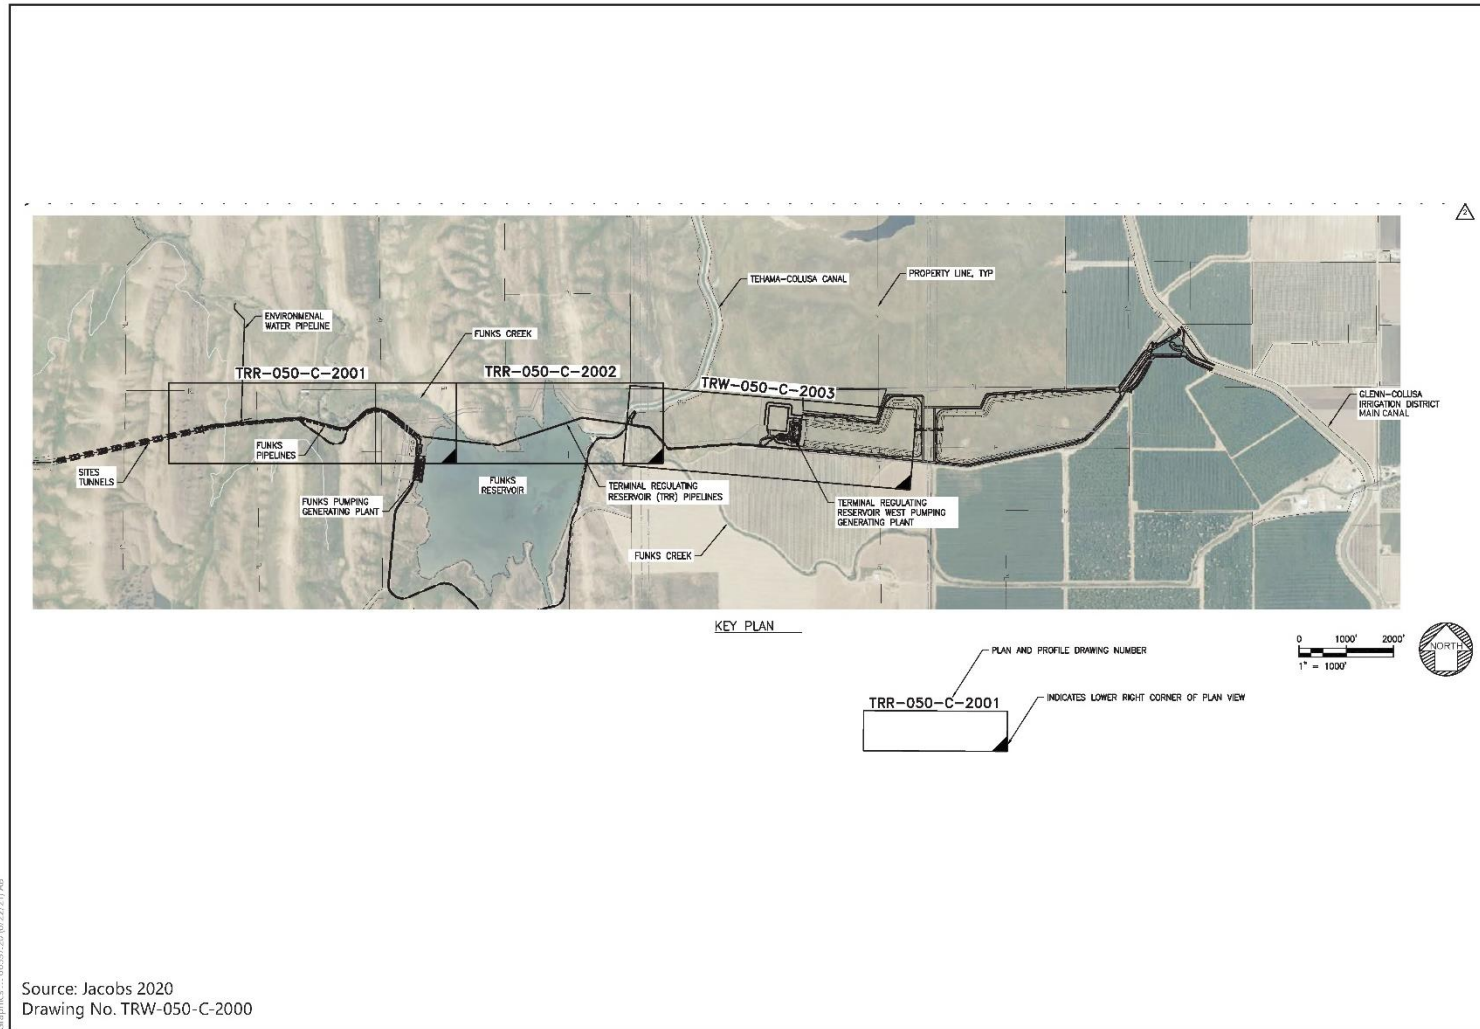 2
TEHAMA-COLUSA CANAL
PROPERTY LINE, TYP
ENVIRONMENAL
WATER PIPELINE
FUNKS CREEK
TRR-050-C-2001
TRR-050-C-2002
TRW-050-C-2003
GLENN-COLUSA
IRRIGATION DISTRICT
MAIN CANAL
FUNKS
PIPELINES
SITES
TUNNELS
FUNKS PUMPING
GENERATING PLANT
FUNKS
RESERVOIR
TERMINAL REGULATING
RESERVOIR (TRR) PIPELINES
TERMINAL REGULATING
RESERVOIR WEST PUMPING
GENERATING PLANT
FUNKS CREEK
KEY PLAN
0 1000' 2000'
1" = 1000'
NORTH
PLAN AND PROFILE DRAWING NUMBER
TRR-050-C-2001
INDICATES LOWER RIGHT CORNER OF PLAN VIEW
Source: Jacobs 2020
Drawing No. TRW-050-C-2000